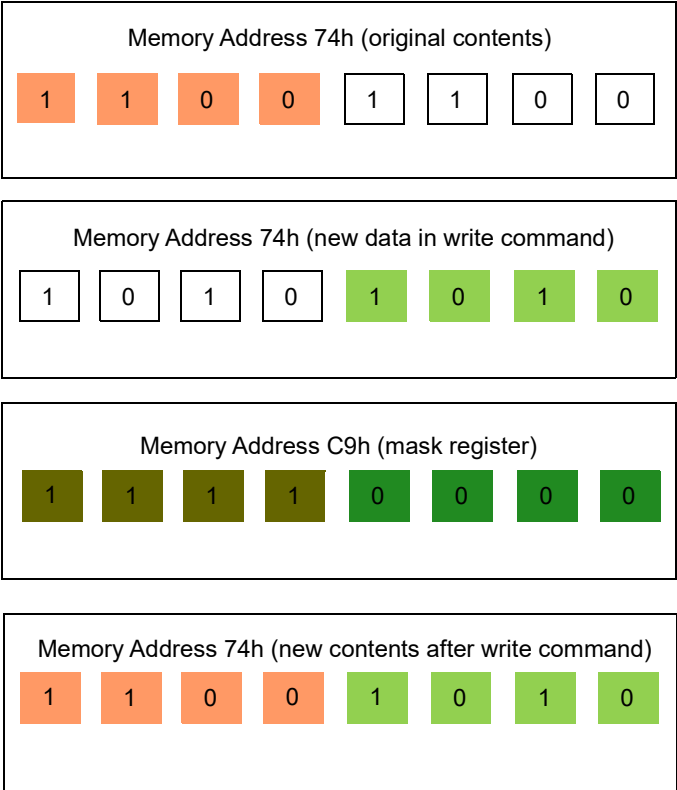 Memory Address 74h (original contents)
1 1 0 0 1 1 0 0
Memory Address 74h (new data in write command)
1 0 1 0 1 0 1 0
Memory Address C9h (mask register)
1 1 1 1 0 0 0 0
Memory Address 74h (new contents after write command)
1 1 0 0 1 0 1 0